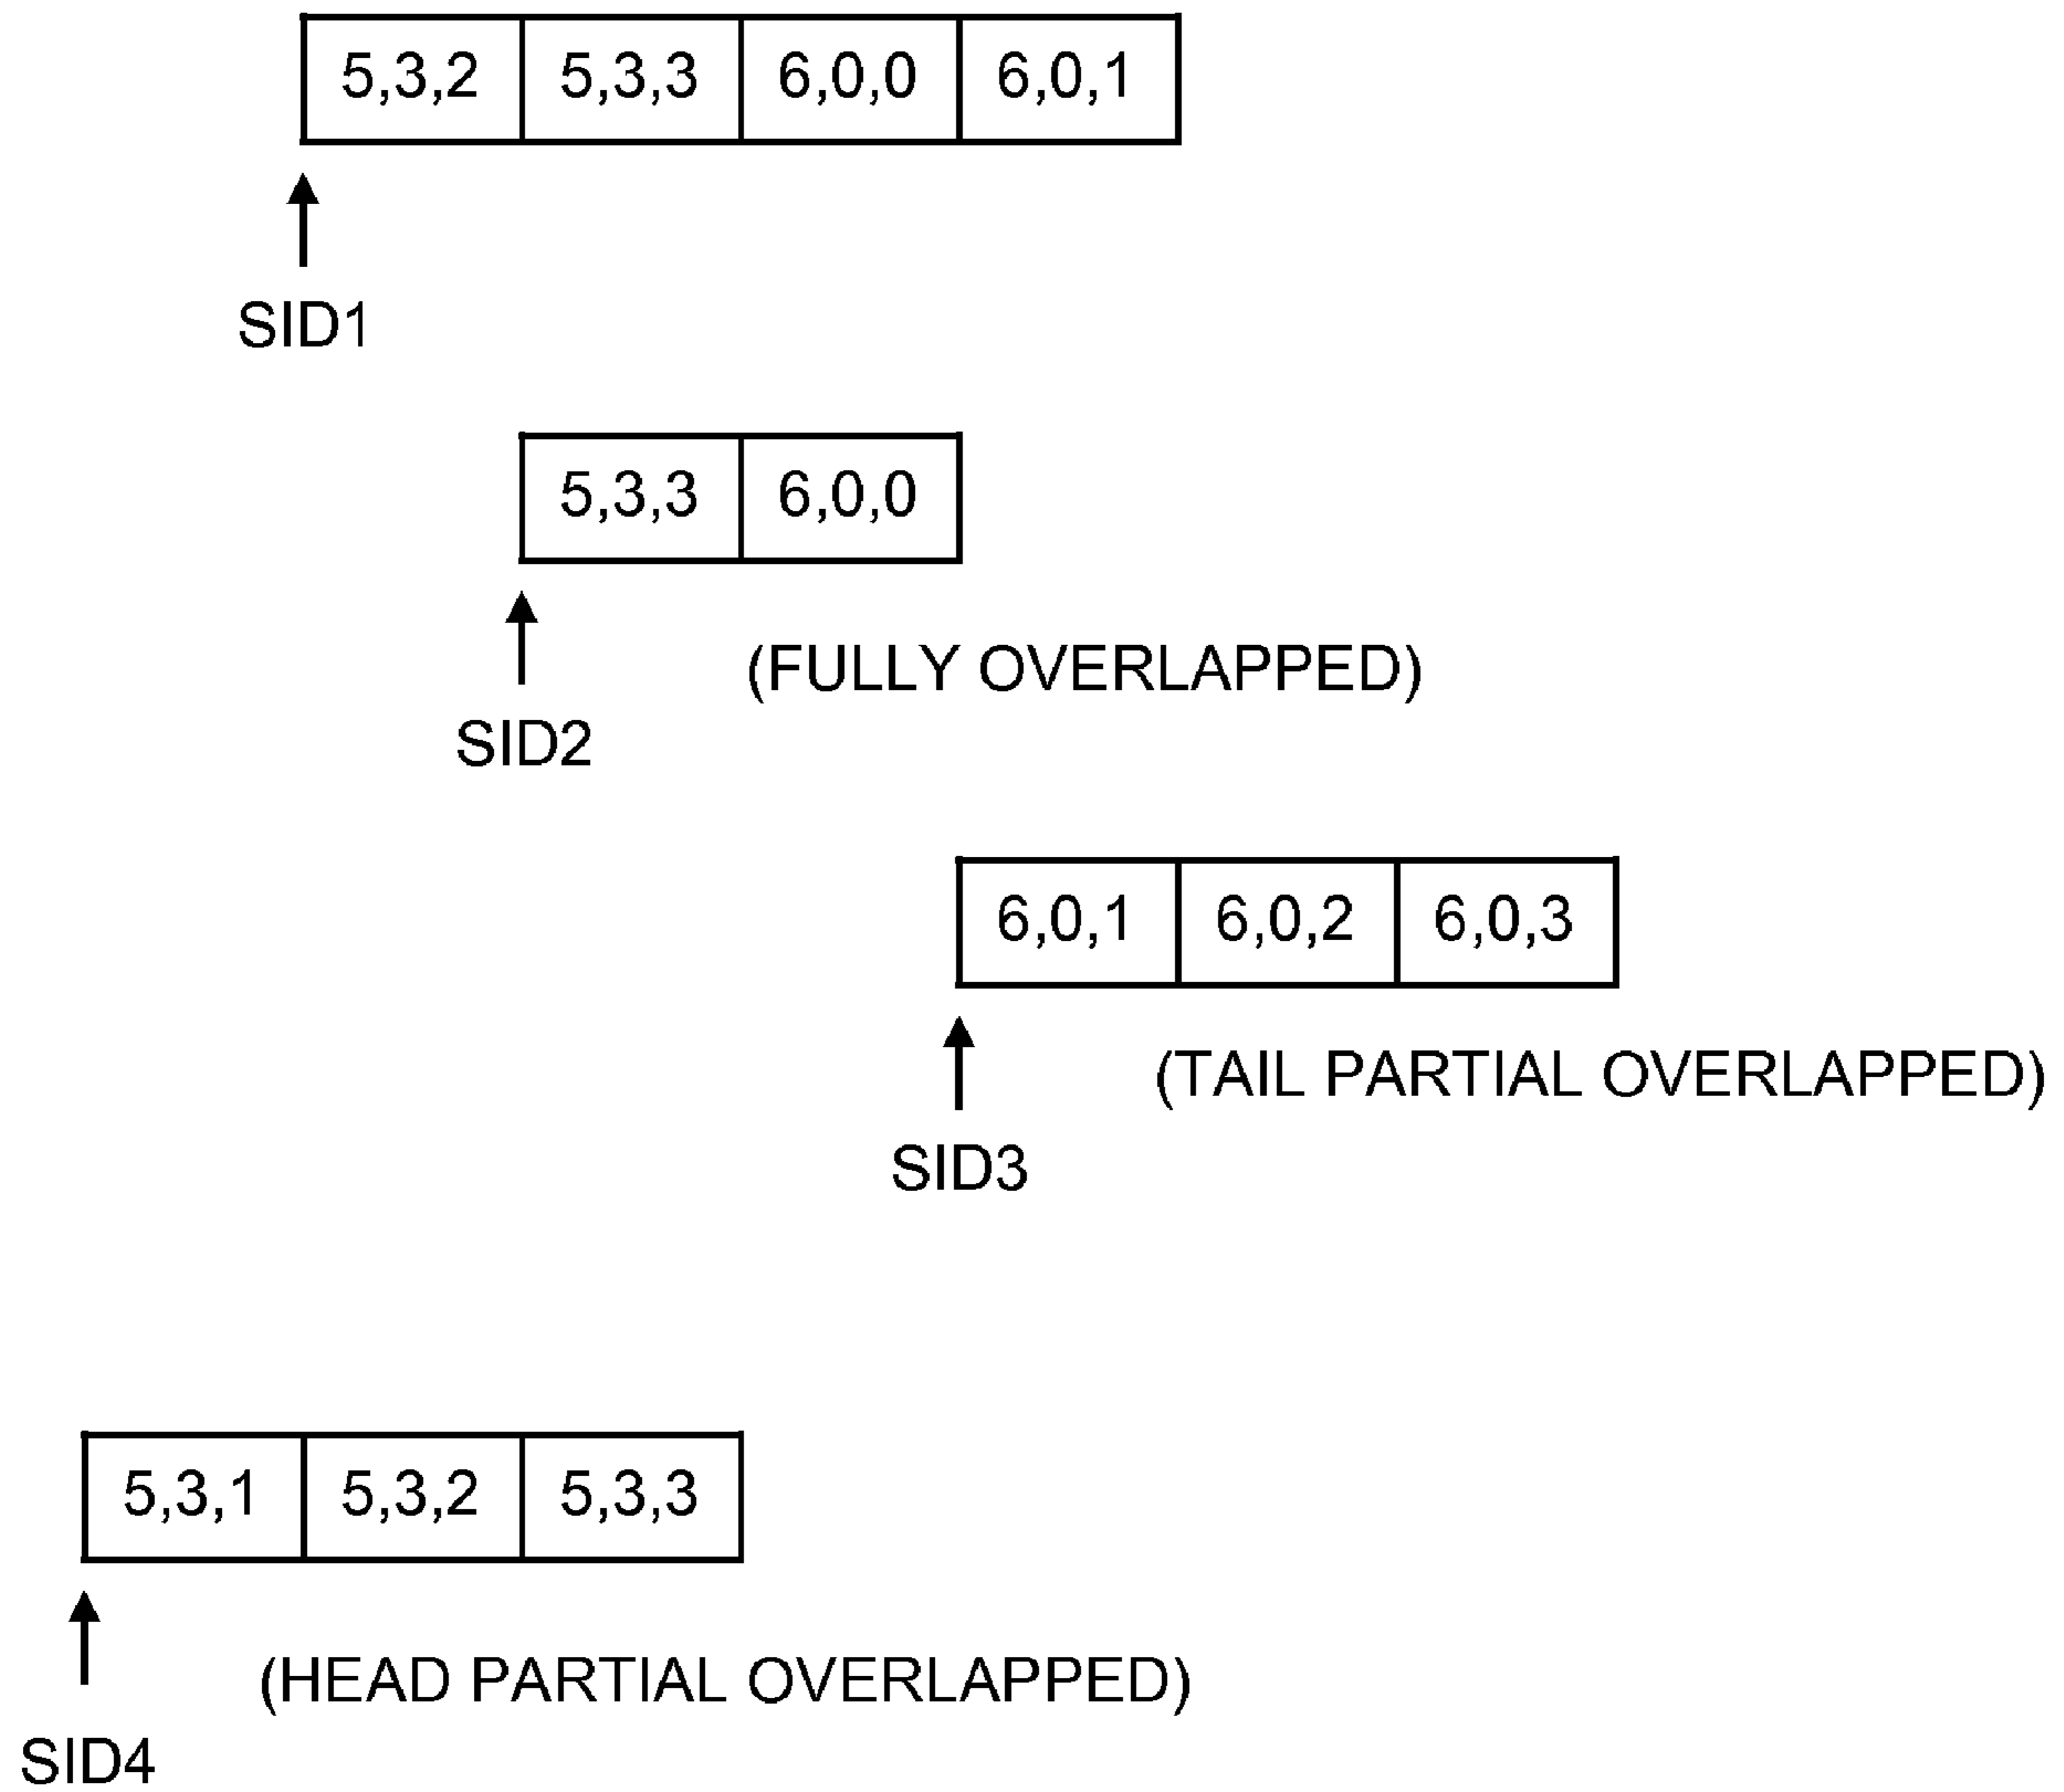 5,3,2 5,3,3 6,0,0 6,0,1
SID1
5,3,3 6,0,0
(FULLY OVERLAPPED)
SID2
6,0,1 6,0,2 6,0,3
(TAIL PARTIAL OVERLAPPED)
SID3
5,3,1 5,3,2 5,3,3
(HEAD PARTIAL OVERLAPPED)
SID4